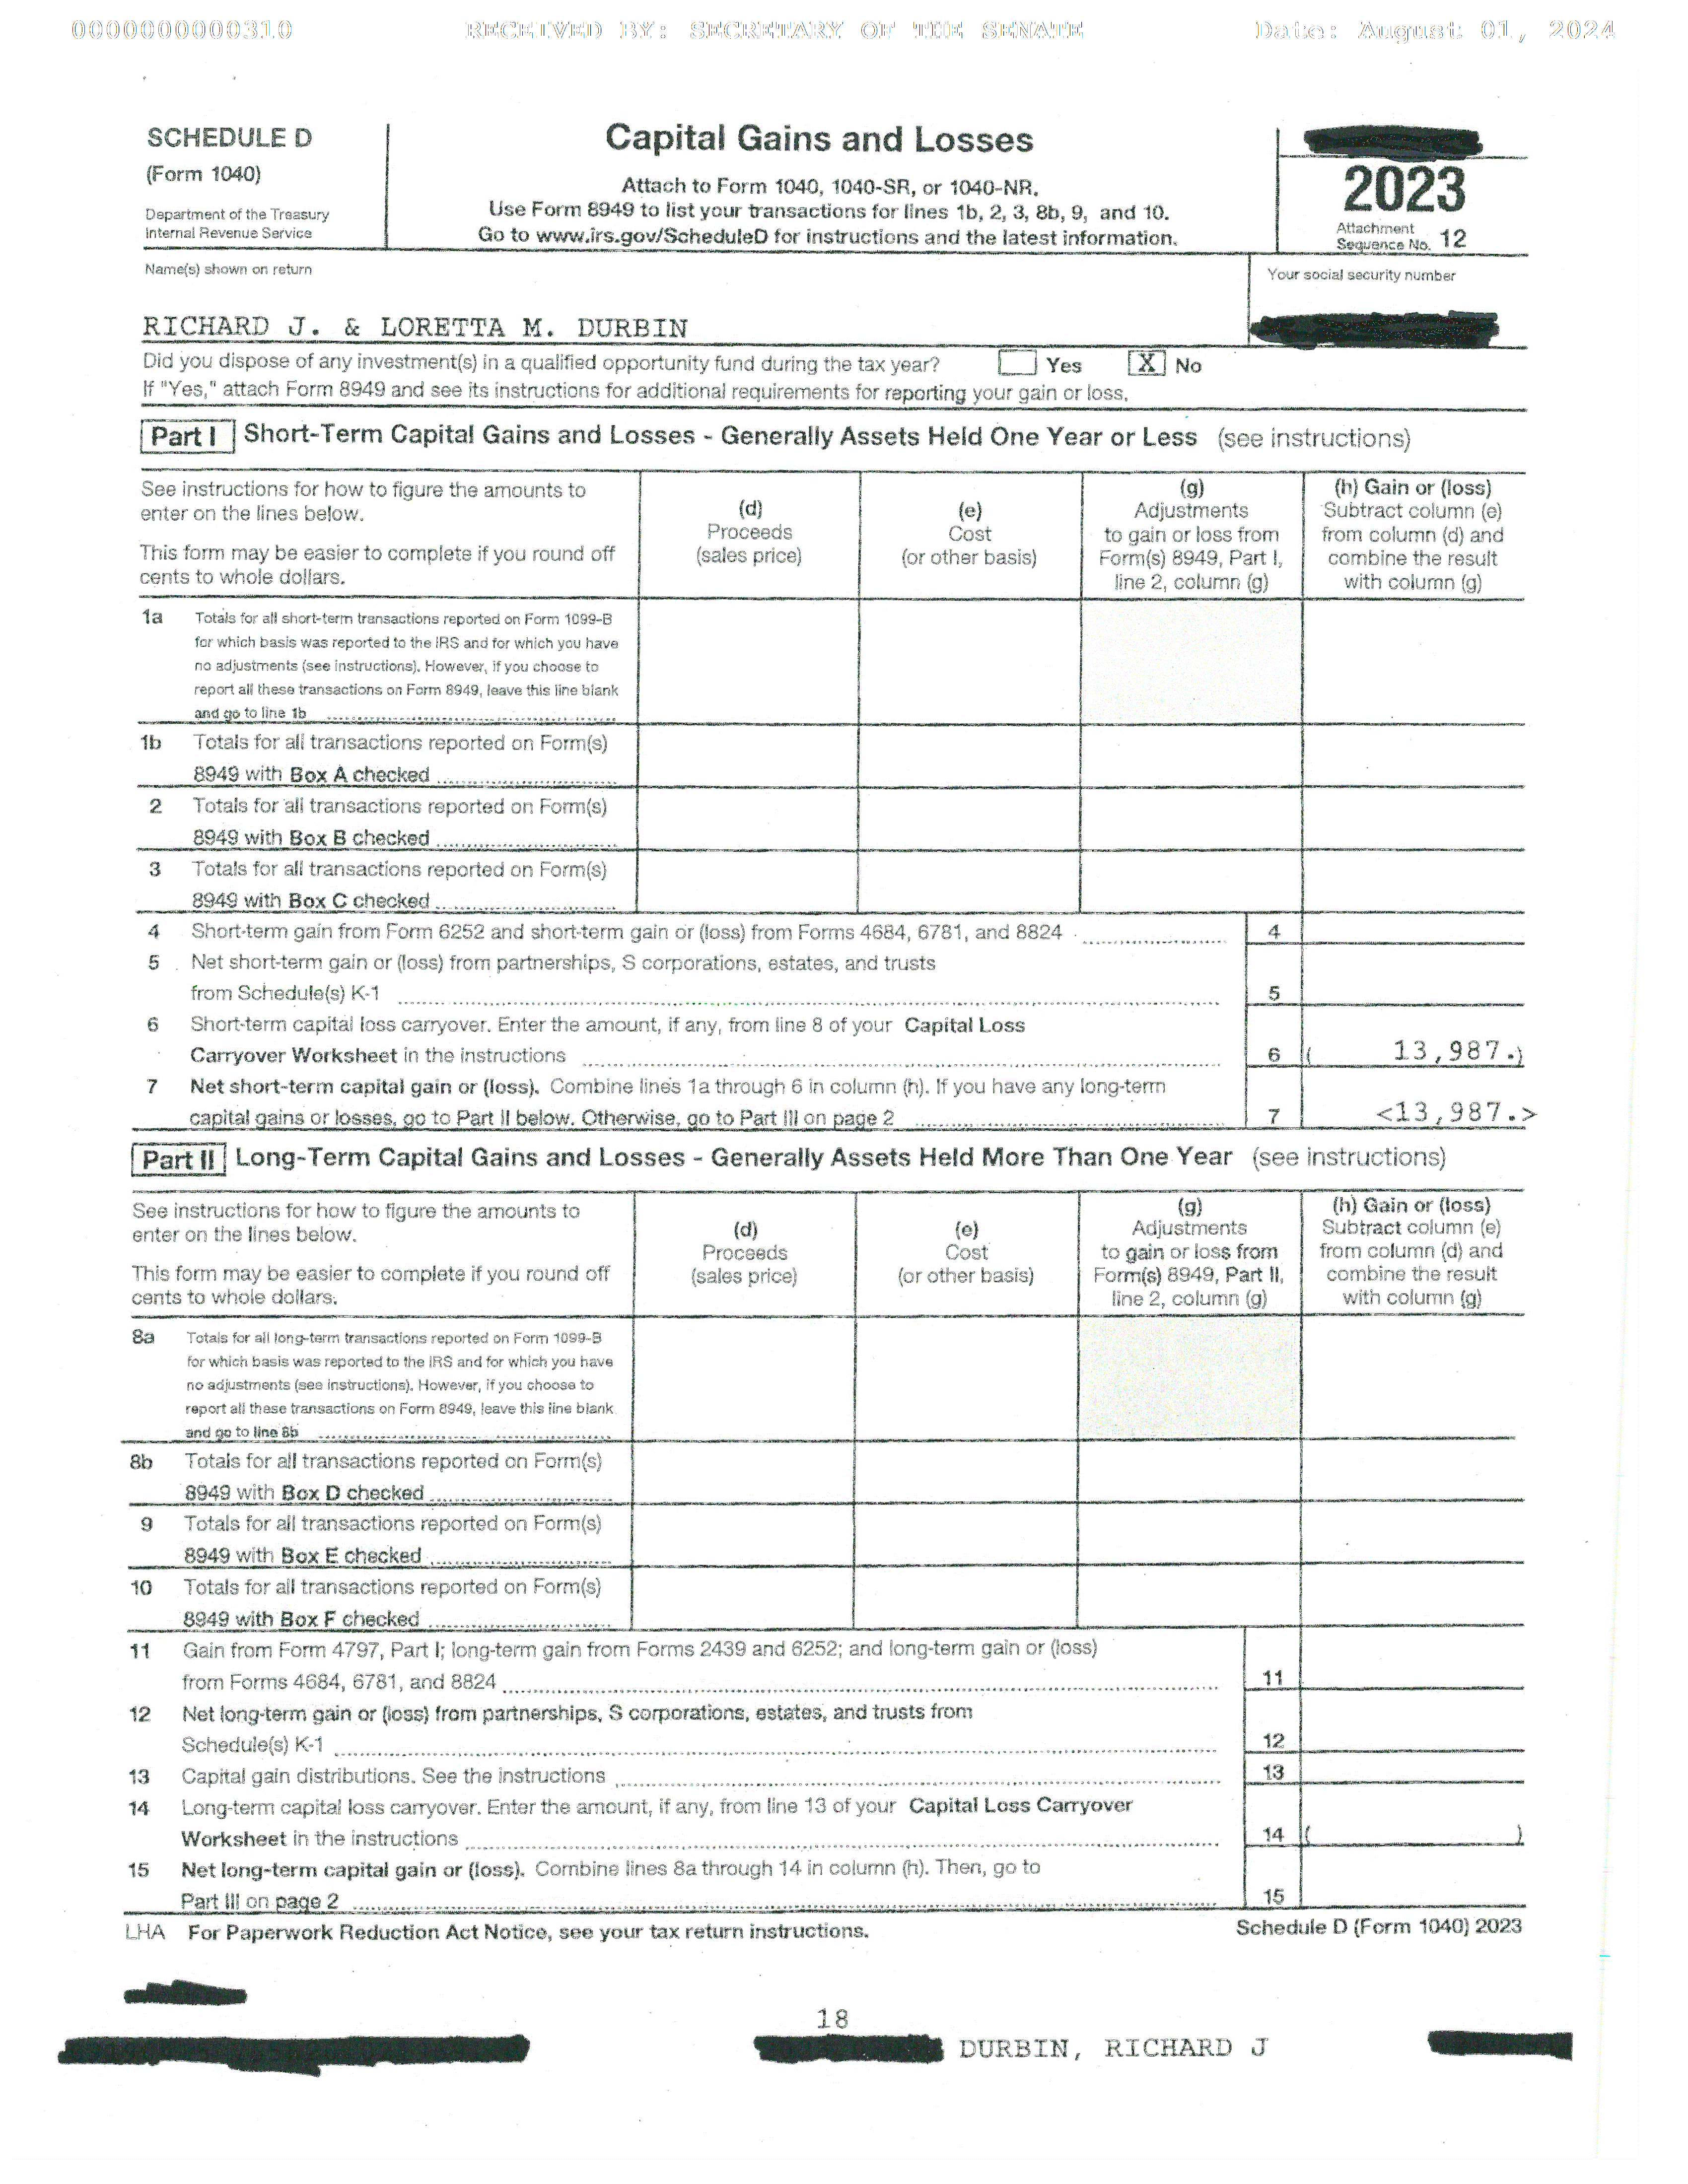 0000000000310 RECEIVED BY: SECRETARY OF THE SENATE Date: August 01, 2024
SCHEDULE D
(Form 1040)
Department of the Treasury
Internal Revenue Service
Capital Gains and Losses
Attach to Form 1040, 1040-SR, or 1040-NR.
Use Form 8949 to list your transactions for lines 1b, 2, 3, 8b, 9, and 10.
Go to www.irs.gov/ScheduleD for instructions and the latest information.
2023
Attachment
Sequence No. 12
Name(s) shown on return
Your social security number
RICHARD J. & LORETTA M. DURBIN
Did you dispose of any investment(s) in a qualified opportunity fund during the tax year? Yes X No
If "Yes," attach Form 8949 and see its instructions for additional requirements for reporting your gain or loss.
Part I Short-Term Capital Gains and Losses - Generally Assets Held One Year or Less (see instructions)
See instructions for how to figure the amounts to
enter on the lines below.
This form may be easier to complete if you round off
cents to whole dollars.
(d)
Proceeds
(sales price)
(e)
Cost
(or other basis)
(g)
Adjustments
to gain or loss from
Form(s) 8949, Part I,
line 2, column (g)
(h) Gain or (loss)
Subtract column (e)
from column (d) and
combine the result
with column (g)
1a Totals for all short-term transactions reported on Form 1099-B
for which basis was reported to the IRS and for which you have
no adjustments (see instructions). However, if you choose to
report all these transactions on Form 8949, leave this line blank
and go to line 1b
1b Totals for all transactions reported on Form(s)
8949 with Box A checked
2 Totals for all transactions reported on Form(s)
8949 with Box B checked
3 Totals for all transactions reported on Form(s)
8949 with Box C checked
4 Short-term gain from Form 6252 and short-term gain or (loss) from Forms 4684, 6781, and 8824 4
5 Net short-term gain or (loss) from partnerships, S corporations, estates, and trusts
from Schedule(s) K-1 5
6 Short-term capital loss carryover. Enter the amount, if any, from line 8 of your Capital Loss
Carryover Worksheet in the instructions 6 ( 13,987.)
7 Net short-term capital gain or (loss). Combine lines 1a through 6 in column (h). If you have any long-term
capital gains or losses, go to Part II below. Otherwise, go to Part III on page 2 7 <13,987.>
Part II Long-Term Capital Gains and Losses - Generally Assets Held More Than One Year (see instructions)
See instructions for how to figure the amounts to
enter on the lines below.
This form may be easier to complete if you round off
cents to whole dollars.
(d)
Proceeds
(sales price)
(e)
Cost
(or other basis)
(g)
Adjustments
to gain or loss from
Form(s) 8949, Part II,
line 2, column (g)
(h) Gain or (loss)
Subtract column (e)
from column (d) and
combine the result
with column (g)
8a Totals for all long-term transactions reported on Form 1099-B
for which basis was reported to the IRS and for which you have
no adjustments (see instructions). However, if you choose to
report all these transactions on Form 8949, leave this line blank
and go to line 8b
8b Totals for all transactions reported on Form(s)
8949 with Box D checked
9 Totals for all transactions reported on Form(s)
8949 with Box E checked
10 Totals for all transactions reported on Form(s)
8949 with Box F checked
11 Gain from Form 4797, Part I; long-term gain from Forms 2439 and 6252; and long-term gain or (loss)
from Forms 4684, 6781, and 8824 11
12 Net long-term gain or (loss) from partnerships, S corporations, estates, and trusts from
Schedule(s) K-1 12
13 Capital gain distributions. See the instructions 13
14 Long-term capital loss carryover. Enter the amount, if any, from line 13 of your Capital Loss Carryover
Worksheet in the instructions 14 ( )
15 Net long-term capital gain or (loss). Combine lines 8a through 14 in column (h). Then, go to
Part III on page 2 15
LHA For Paperwork Reduction Act Notice, see your tax return instructions. Schedule D (Form 1040) 2023
18
DURBIN, RICHARD J